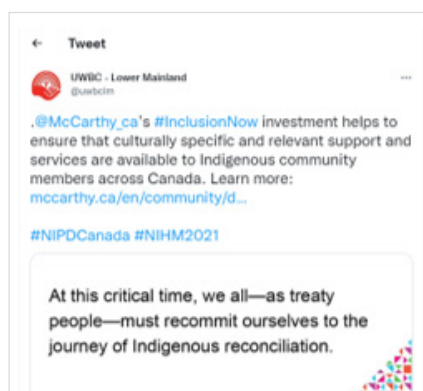 ← Tweet
UWBC - Lower Mainland
@uwbclm
.@McCarthy_ca's #InclusionNow investment helps to
ensure that culturally specific and relevant support and
services are available to Indigenous community
members across Canada. Learn more:
mccarthy.ca/en/community/d...
#NIPDCanada #NIHM2021
At this critical time, we all—as treaty
people—must recommit ourselves to the
journey of Indigenous reconciliation.